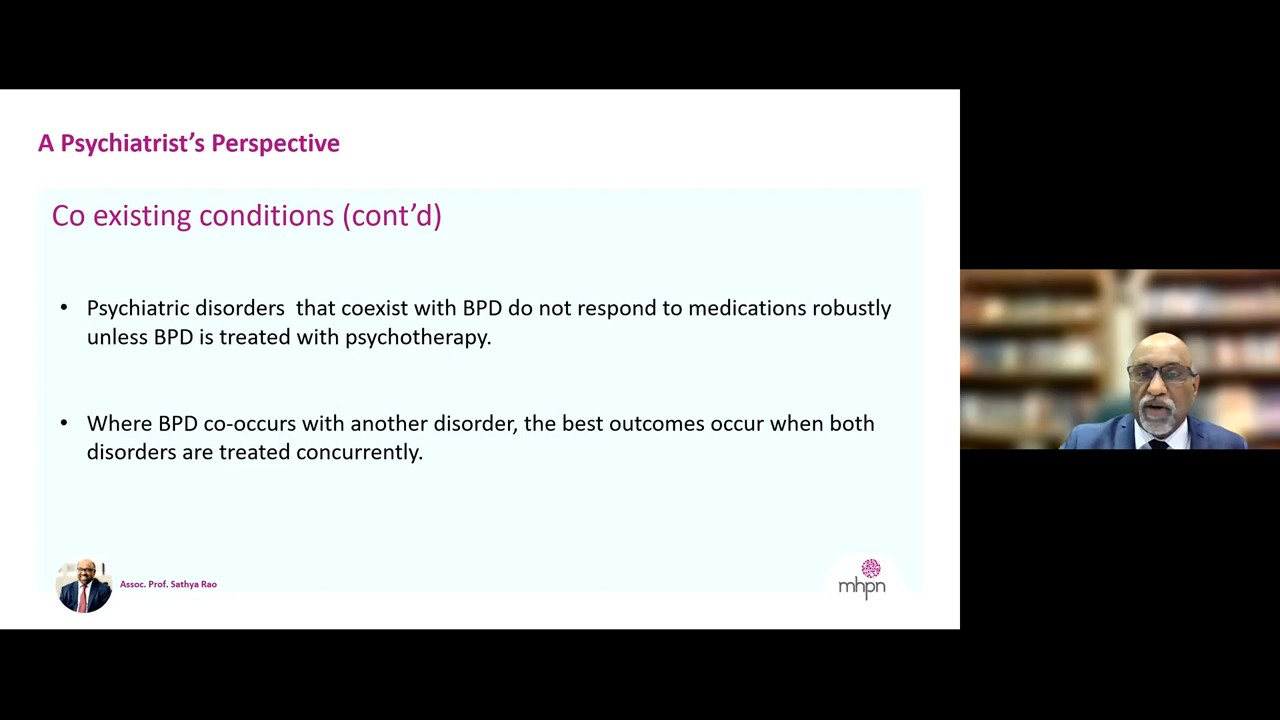 A Psychiatrist’s Perspective
Co existing conditions (cont’d)
• Psychiatric disorders  that coexist with BPD do not respond to medications robustly
unless BPD is treated with psychotherapy.
• Where BPD co-occurs with another disorder, the best outcomes occur when both
disorders are treated concurrently.
Assoc. Prof. Sathya Rao
mhpn